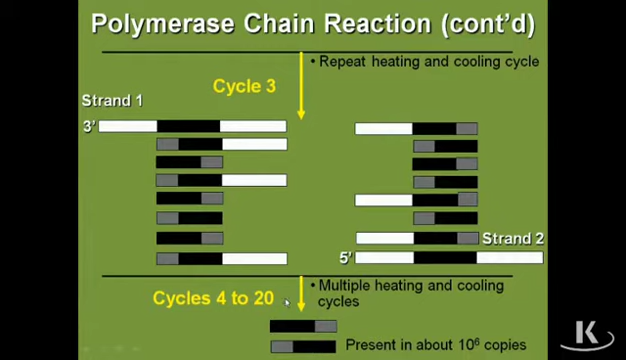 Polymerase Chain Reaction (cont'd)
• Repeat heating and cooling cycle
Cycle 3
Strand 1
3'
Strand 2
5'
Cycles 4 to 20
• Multiple heating and cooling
cycles
Present in about 10⁶ copies
K